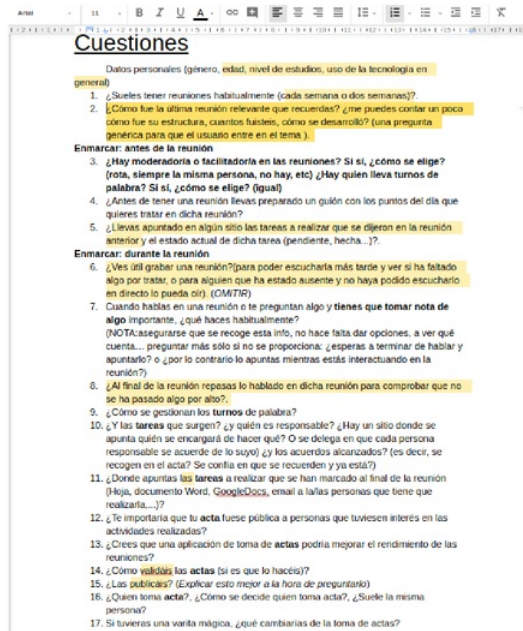 Arial
11
B I U A
Cuestiones
Datos personales (género, edad, nivel de estudios, uso de la tecnología en
general)
1. ¿Sueles tener reuniones habitualmente (cada semana o dos semanas)?.
2. ¿Cómo fue la última reunión relevante que recuerdas? ¿me puedes contar un poco
cómo fue su estructura, cuantos fuisteis, cómo se desarrolló? (una pregunta
genérica para que el usuario entre en el tema ).
Enmarcar: antes de la reunión
3. ¿Hay moderador/a o facilitador/a en las reuniones? Si sí, ¿cómo se elige?
(rota, siempre la misma persona, no hay, etc) ¿Hay quien lleva turnos de
palabra? Si sí, ¿cómo se elige? (igual)
4. ¿Antes de tener una reunión llevas preparado un guión con los puntos del día que
quieres tratar en dicha reunión?
5. ¿Llevas apuntado en algún sitio las tareas a realizar que se dijeron en la reunión
anterior y el estado actual de dicha tarea (pendiente, hecha...)?.
Enmarcar: durante la reunión
6. ¿Ves útil grabar una reunión?(para poder escucharla más tarde y ver si ha faltado
algo por tratar, o para alguien que ha estado ausente y no haya podido escucharlo
en directo lo pueda oír). (OMITIR)
7. Cuando hablas en una reunión o te preguntan algo y tienes que tomar nota de
algo importante, ¿qué haces habitualmente?
(NOTA:asegurarse que se recoge esta info, no hace falta dar opciones, a ver qué
cuenta... preguntar más sólo si no se proporciona: ¿esperas a terminar de hablar y
apuntarlo? o ¿por lo contrario lo apuntas mientras estás interactuando en la
reunión?)
8. ¿Al final de la reunión repasas lo hablado en dicha reunión para comprobar que no
se ha pasado algo por alto?.
9. ¿Cómo se gestionan los turnos de palabra?
10. ¿Y las tareas que surgen? ¿y quién es responsable? ¿Hay un sitio donde se
apunta quién se encargará de hacer qué? O se delega en que cada persona
responsable se acuerde de lo suyo) ¿y los acuerdos alcanzados? (es decir, se
recogen en el acta? Se confía en que se recuerden y ya está?)
11. ¿Donde apuntas las tareas a realizar que se han marcado al final de la reunión
(Hoja, documento Word, GoogleDocs, email a la/las personas que tiene que
realizarla,...)?
12. ¿Te importaría que tu acta fuese pública a personas que tuviesen interés en las
actividades realizadas?
13. ¿Crees que una aplicación de toma de actas podría mejorar el rendimiento de las
reuniones?
14. ¿Cómo validáis las actas (si es que lo hacéis)?
15. ¿Las publicáis? (Explicar esto mejor a la hora de preguntarlo)
16. ¿Quien toma acta?, ¿Cómo se decide quien toma acta?, ¿Suele la misma
persona?
17. Si tuvieras una varita mágica, ¿qué cambiarías de la toma de actas?